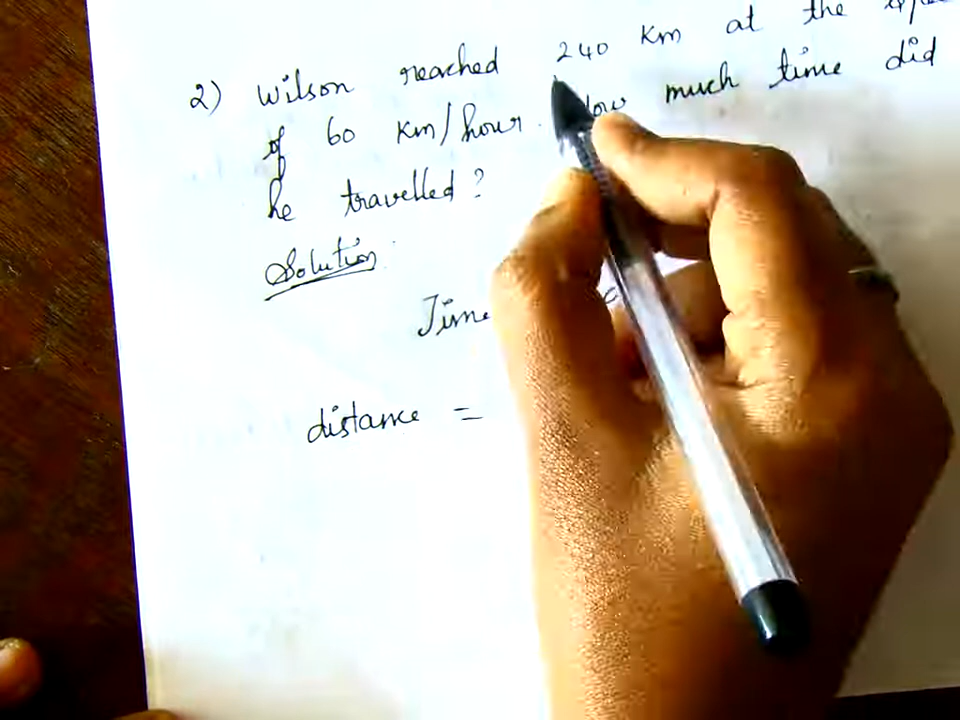 2) Wilson reached 240 Km at the
of 60 Km/hour. much time did
he travelled?
Solution
Time
distance =